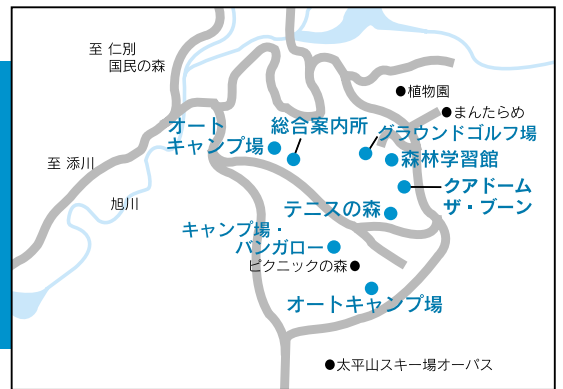 至 仁別
国民の森
植物園
まんたらめ
オート
キャンプ場
総合案内所
グラウンドゴルフ場
森林学習館
至 添川
クアドーム
ザ・ブーン
旭川
テニスの森
キャンプ場・
バンガロー
ピクニックの森
オートキャンプ場
太平山スキー場オーパス